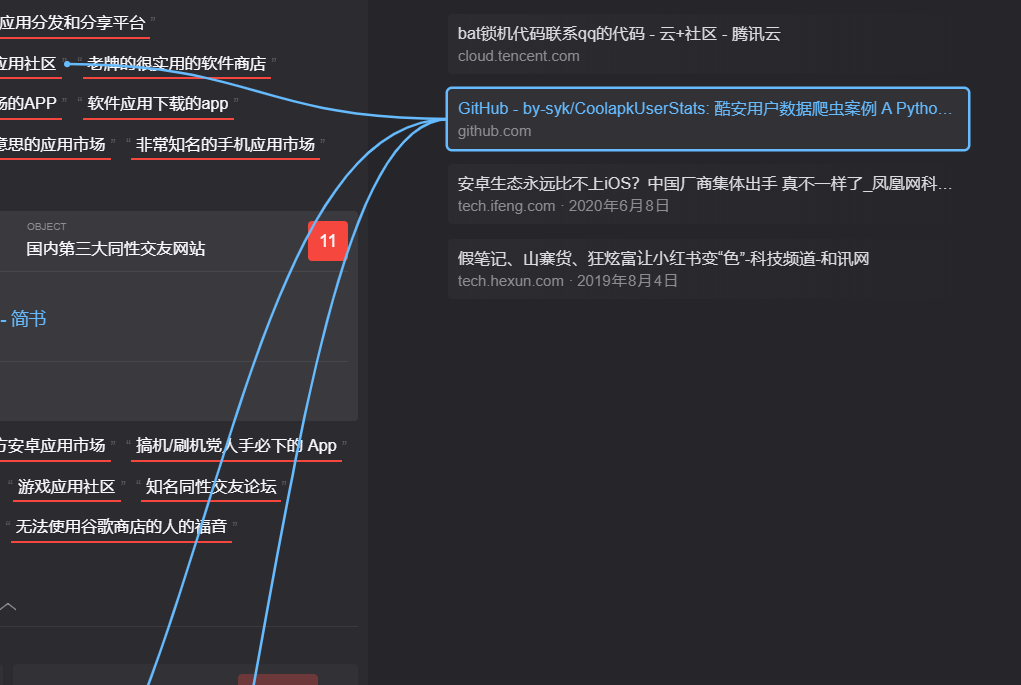 应用分发和分享平台 ”
应用社区 ” “ 老牌的很实用的软件商店 ”
场的APP ” “ 软件应用下载的app ”
意思的应用市场 ” “ 非常知名的手机应用市场 ”
OBJECT
国内第三大同性交友网站
11
- 简书
方安卓应用市场 ” “ 搞机/刷机党人手必下的 App ”
“ 游戏应用社区 ” “ 知名同性交友论坛 ”
“ 无法使用谷歌商店的人的福音 ”
bat锁机代码联系qq的代码 - 云+社区 - 腾讯云
cloud.tencent.com
GitHub - by-syk/CoolapkUserStats: 酷安用户数据爬虫案例 A Pytho…
github.com
安卓生态永远比不上iOS？中国厂商集体出手 真不一样了_凤凰网科…
tech.ifeng.com · 2020年6月8日
假笔记、山寨货、狂炫富让小红书变“色”-科技频道-和讯网
tech.hexun.com · 2019年8月4日